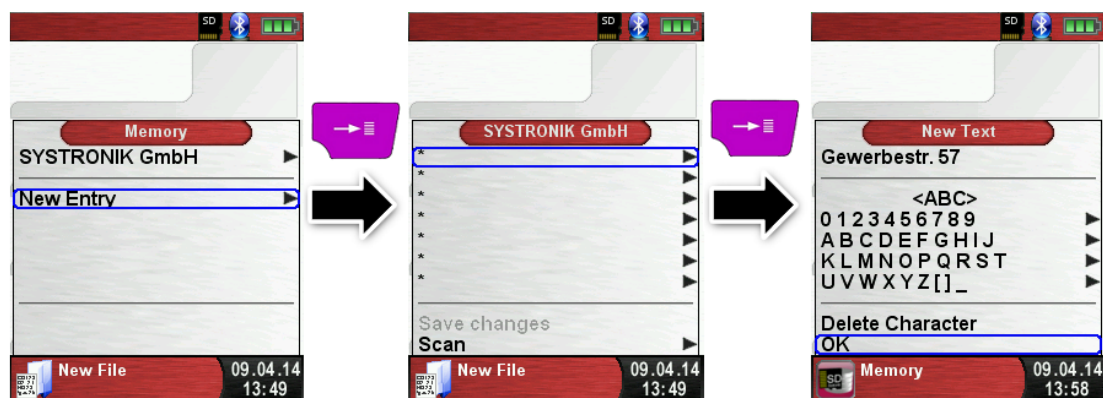 SD
Memory
SYSTRONIK GmbH
New Entry
New File
09.04.14
13:49
SD
SYSTRONIK GmbH
*
*
*
*
*
*
*
Save changes
Scan
New File
09.04.14
13:49
SD
New Text
Gewerbestr. 57
<ABC>
0 1 2 3 4 5 6 7 8 9
A B C D E F G H I J
K L M N O P Q R S T
U V W X Y Z [ ] _
Delete Character
OK
SD
Memory
09.04.14
13:58